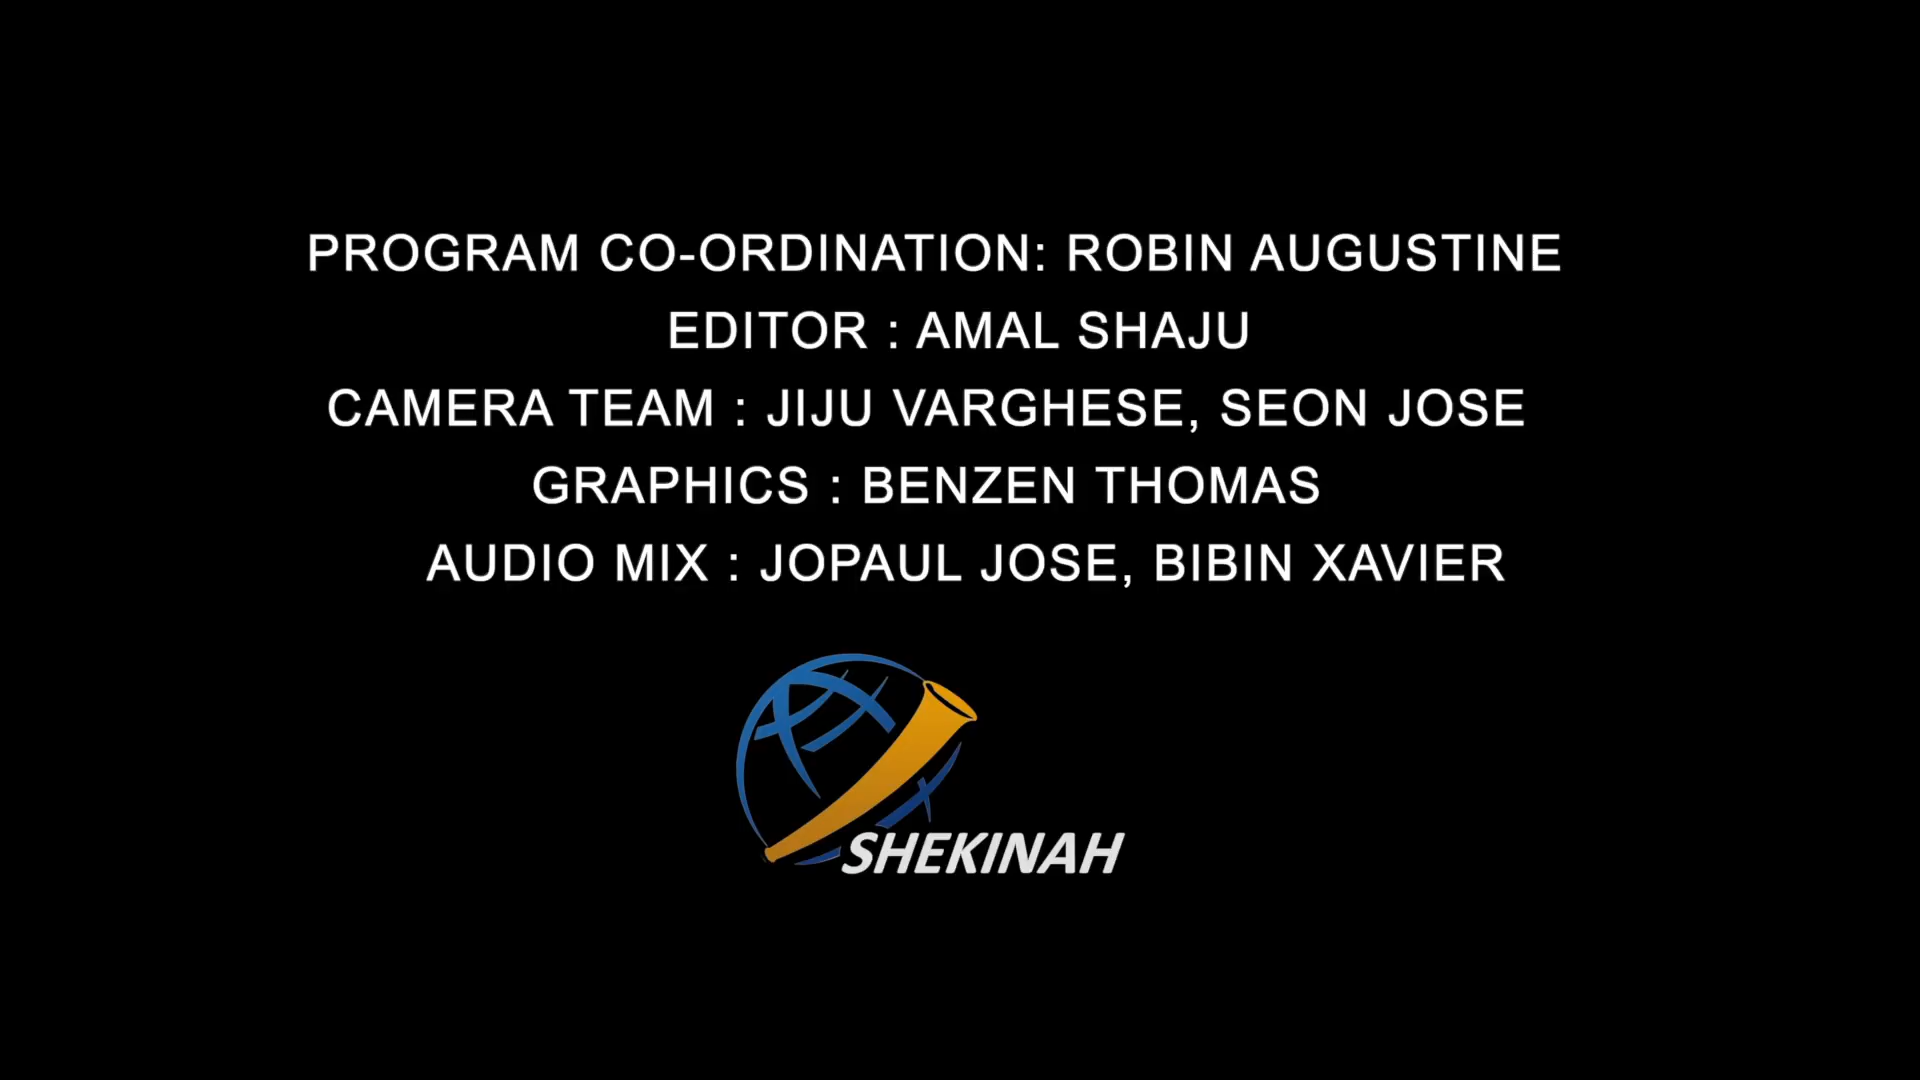 PROGRAM CO-ORDINATION: ROBIN AUGUSTINE
EDITOR : AMAL SHAJU
CAMERA TEAM : JIJU VARGHESE, SEON JOSE
GRAPHICS : BENZEN THOMAS
AUDIO MIX : JOPAUL JOSE, BIBIN XAVIER
SHEKINAH